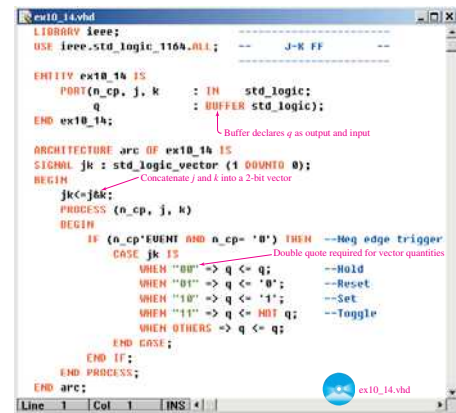 ex10_14.vhd
LIBRARY ieee; ----------------------
USE ieee.std_logic_1164.ALL; -- J-K FF --
----------------------
ENTITY ex10_14 IS
PORT(n_cp, j, k : IN std_logic;
q : BUFFER std_logic);
END ex10_14;
Buffer declares q as output and input
ARCHITECTURE arc OF ex10_14 IS
SIGNAL jk : std_logic_vector (1 DOWNTO 0);
BEGIN
Concatenate j and k into a 2-bit vector
jk<=j&k;
PROCESS (n_cp, j, k)
BEGIN
IF (n_cp'EVENT AND n_cp= '0') THEN --Neg edge trigger
Double quote required for vector quantities
CASE jk IS
WHEN "00" => q <= q; --Hold
WHEN "01" => q <= '0'; --Reset
WHEN "10" => q <= '1'; --Set
WHEN "11" => q <= NOT q; --Toggle
WHEN OTHERS => q <= q;
END CASE;
END IF;
END PROCESS;
END arc;
ex10_14.vhd
Line 1 Col 1 INS